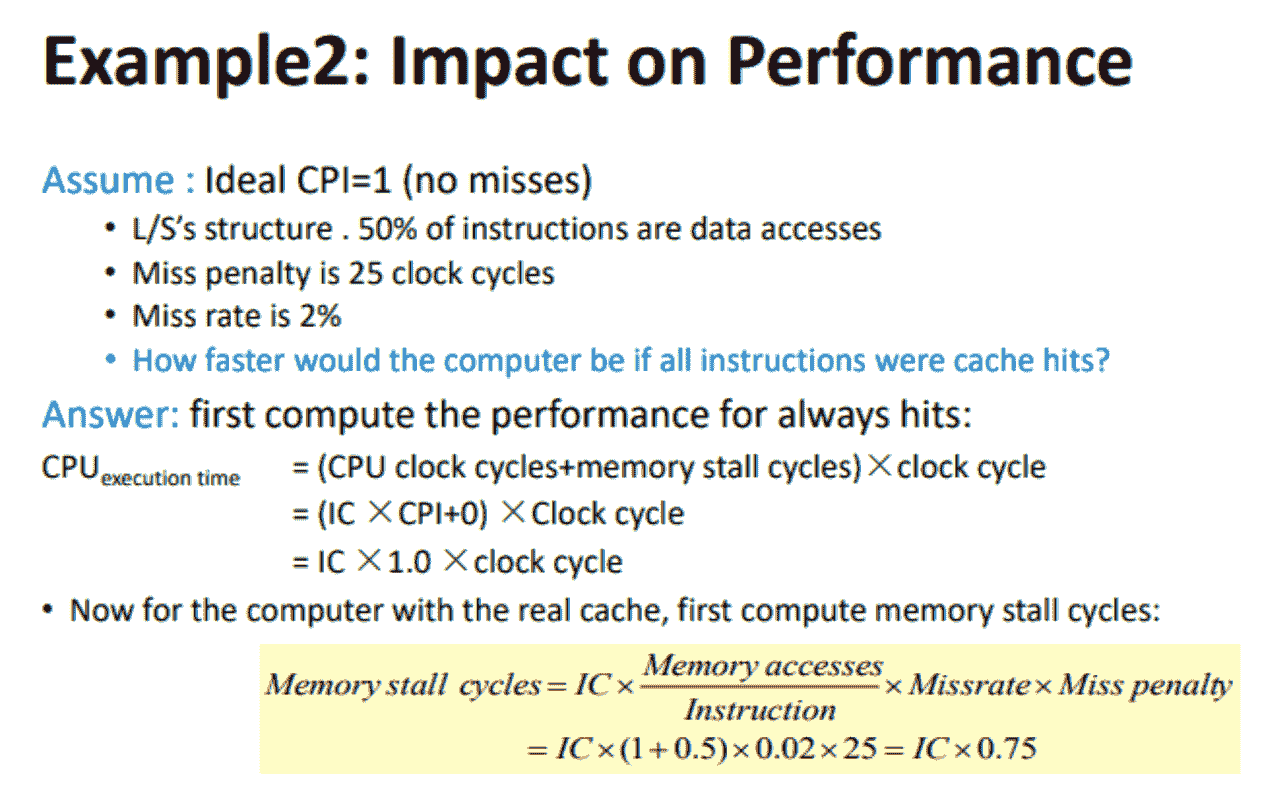 Example2: Impact on Performance
Assume : Ideal CPI=1 (no misses)
• L/S's structure . 50% of instructions are data accesses
• Miss penalty is 25 clock cycles
• Miss rate is 2%
• How faster would the computer be if all instructions were cache hits?
Answer: first compute the performance for always hits:
CPU execution time = (CPU clock cycles+memory stall cycles)×clock cycle
= (IC ×CPI+0) ×Clock cycle
= IC ×1.0 ×clock cycle
• Now for the computer with the real cache, first compute memory stall cycles:
Memory stall cycles = IC × Memory accesses / Instruction × Missrate × Miss penalty
= IC × (1 + 0.5) × 0.02 × 25 = IC × 0.75